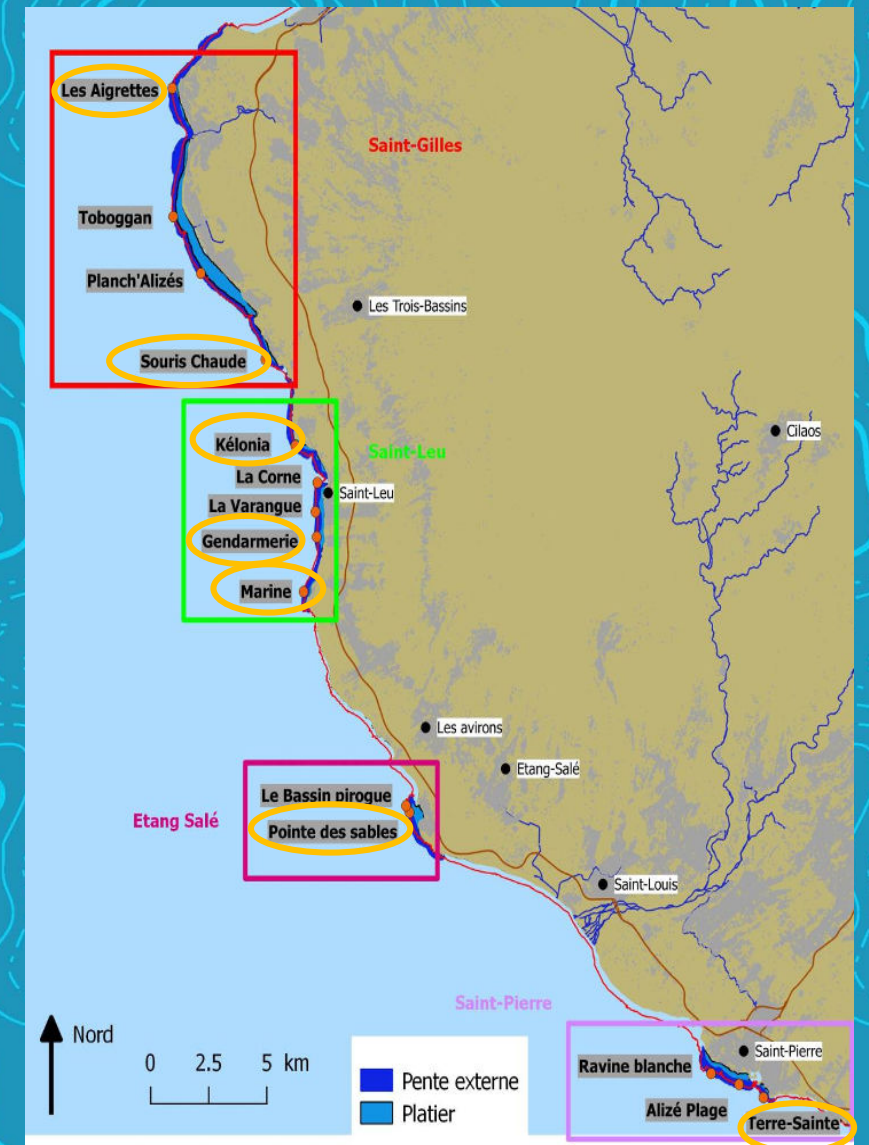 Les Aigrettes
Saint-Gilles
Toboggan
Planch'Alizés
Les Trois-Bassins
Souris Chaude
Cilaos
Kélonia
Saint-Leu
La Corne
Saint-Leu
La Varangue
Gendarmerie
Marine
Les avirons
Etang-Salé
Le Bassin pirogue
Etang Salé
Pointe des sables
Saint-Louis
Saint-Pierre
Nord
Saint-Pierre
0 2.5 5 km
Ravine blanche
Pente externe
Alizé Plage
Platier
Terre-Sainte